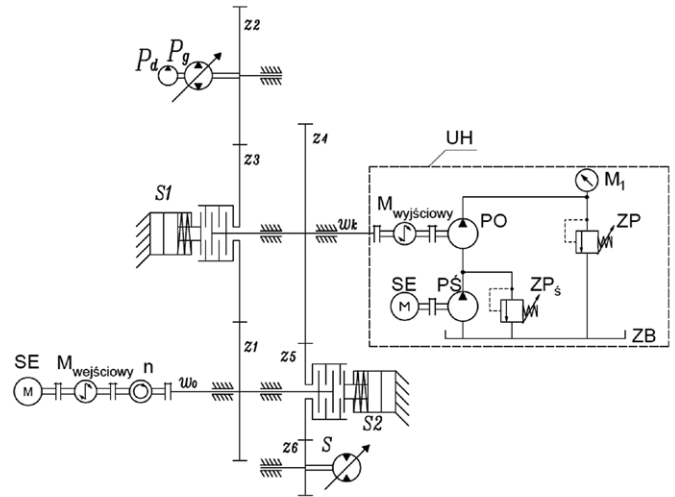 z2
Pd Pg
z4
UH
z3
M1
S1
Mwyjściowy PO ZP
wk
SE PŚ ZPś
M
ZB
z1 z5
SE Mwejściowy n
w0
M
S2
z6 S